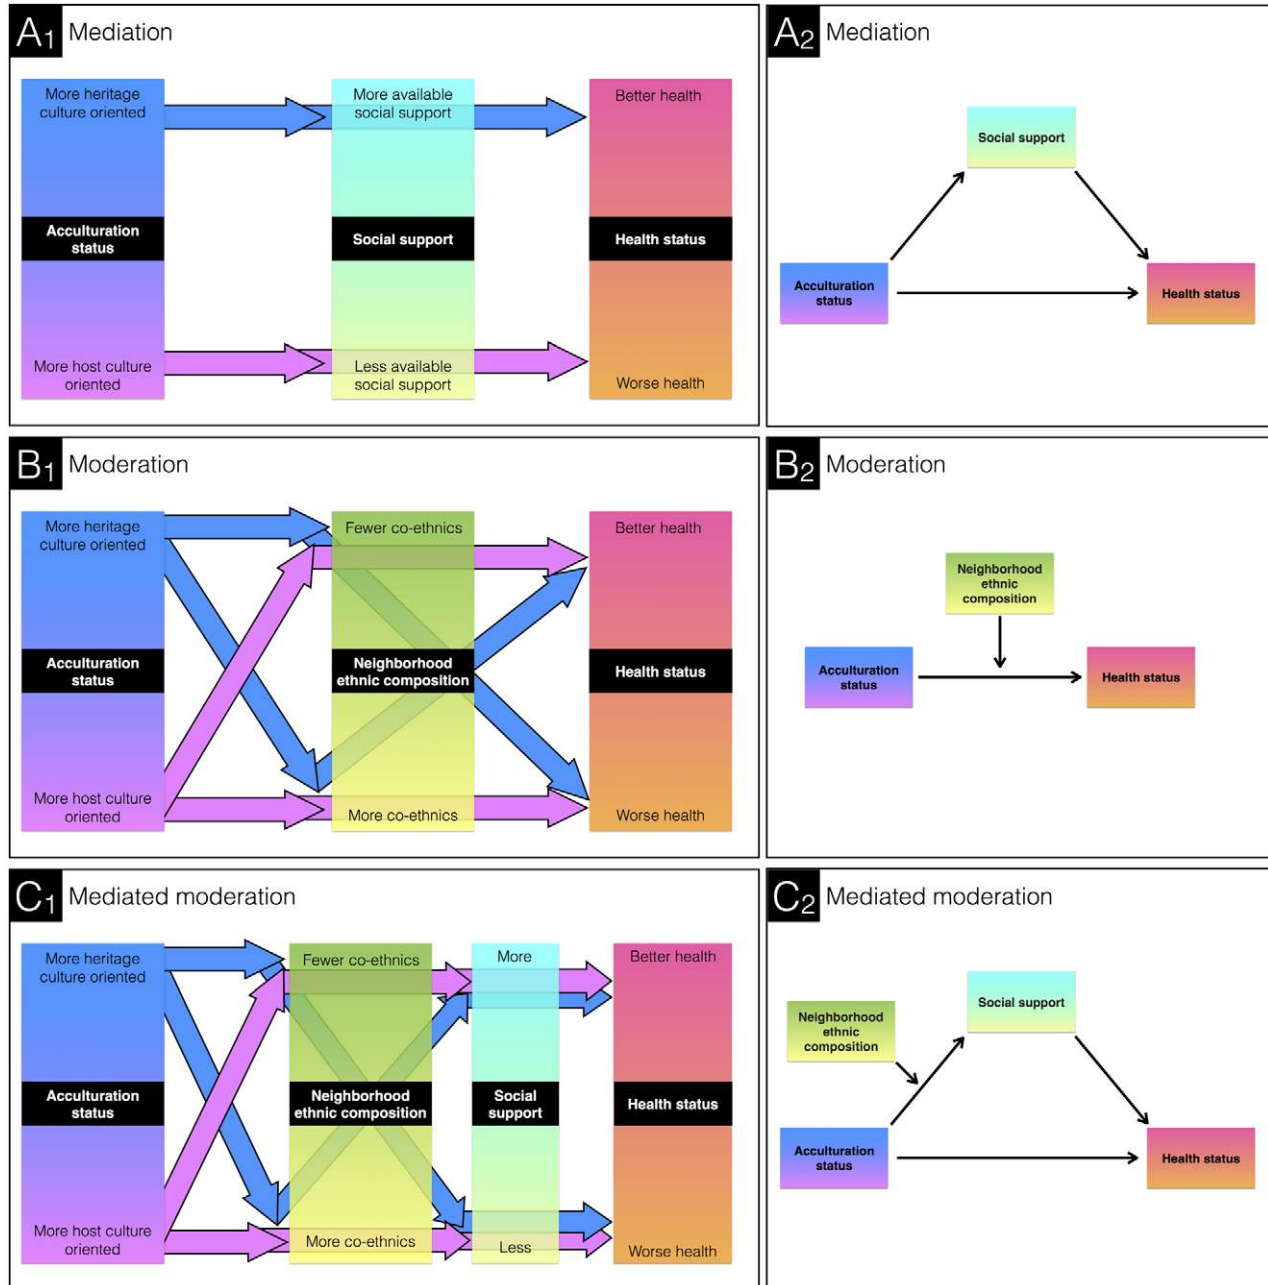 A1 Mediation
More heritage
culture oriented
More available
social support
Better health
Acculturation
status
Social support
Health status
More host culture
oriented
Less available
social support
Worse health
A2 Mediation
Social support
Acculturation
status
Health status
B1 Moderation
More heritage
culture oriented
Fewer co-ethnics
Better health
Acculturation
status
Neighborhood
ethnic composition
Health status
More host culture
oriented
More co-ethnics
Worse health
B2 Moderation
Neighborhood
ethnic
composition
Acculturation
status
Health status
C1 Mediated moderation
More heritage
culture oriented
Fewer co-ethnics
More
Better health
Acculturation
status
Neighborhood
ethnic composition
Social
support
Health status
More host culture
oriented
More co-ethnics
Less
Worse health
C2 Mediated moderation
Social support
Neighborhood
ethnic
composition
Acculturation
status
Health status